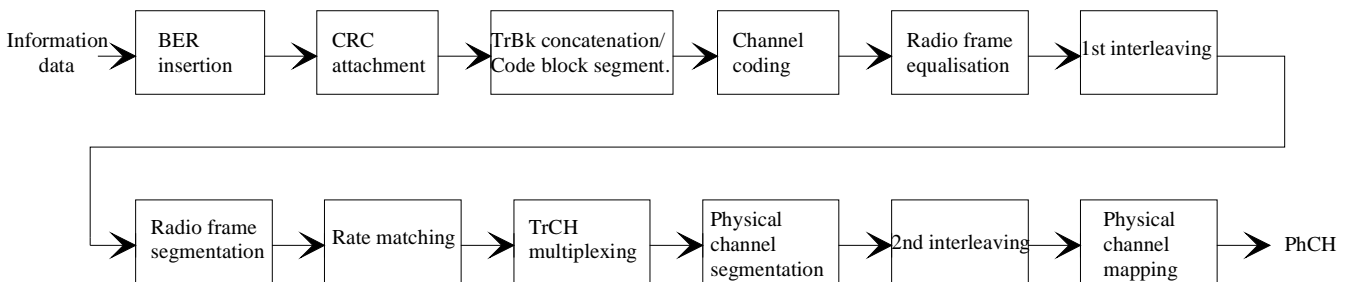 Information
data
BER
insertion
CRC
attachment
TrBk concatenation/
Code block segment.
Channel
coding
Radio frame
equalisation
1st interleaving
Radio frame
segmentation
Rate matching
TrCH
multiplexing
Physical
channel
segmentation
2nd interleaving
Physical
channel
mapping
PhCH